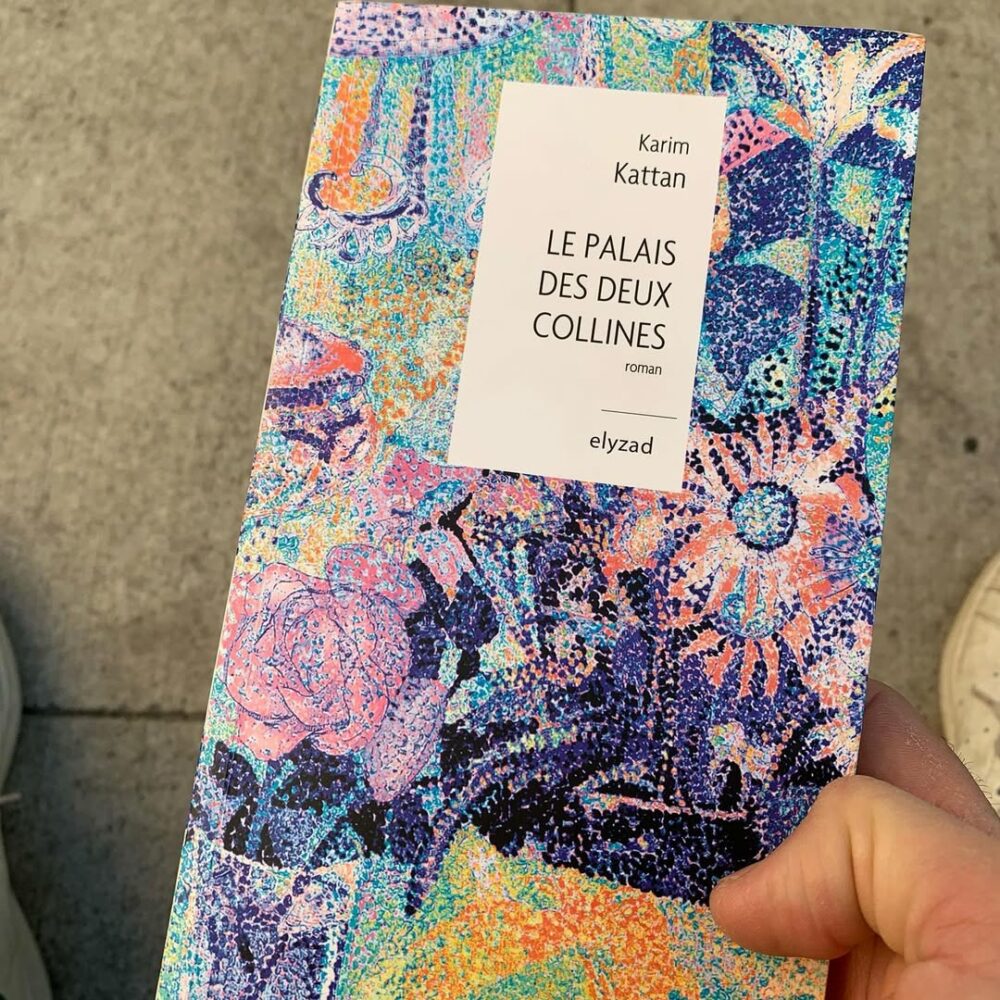 Karim
Kattan
LE PALAIS
DES DEUX
COLLINES
roman
elyzad